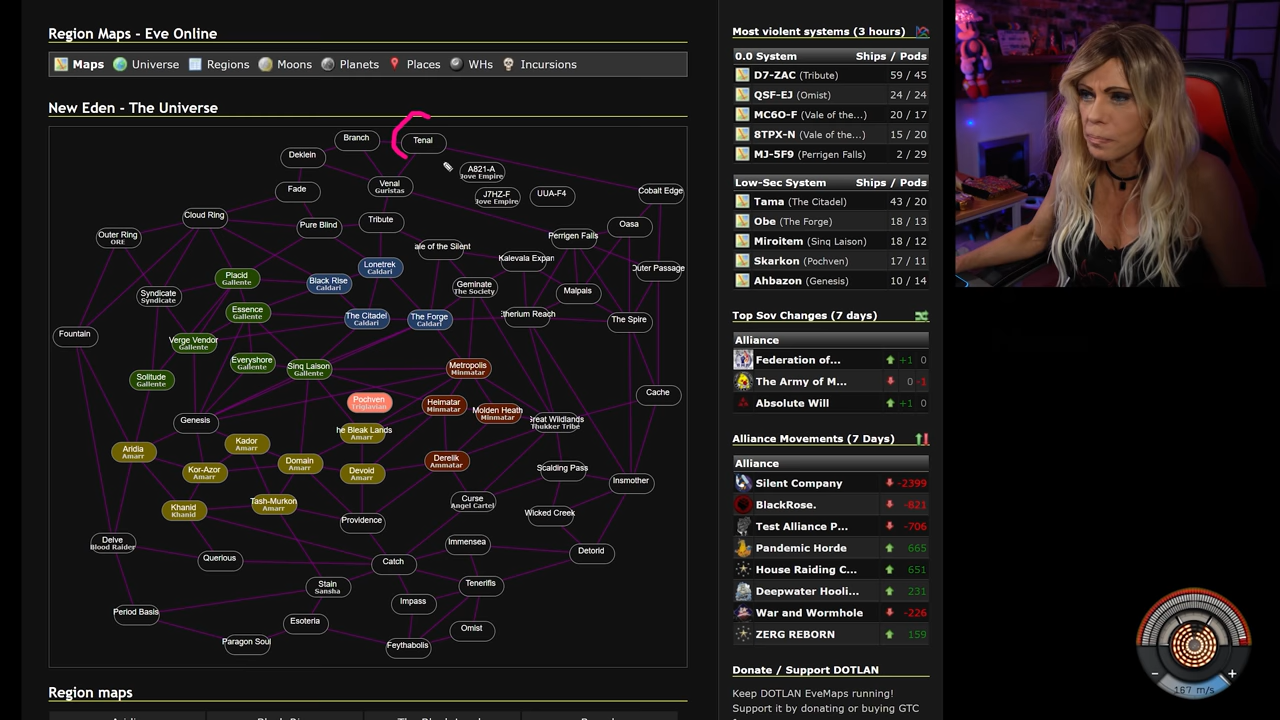 Region Maps - Eve Online
Maps Universe Regions Moons Planets Places WHs Incursions
New Eden - The Universe
Branch
Tenal
Deklein
A821-A
Jove Empire
Venal
Guristas
Fade
J7HZ-F
Jove Empire
UUA-F4
Cobalt Edge
Cloud Ring
Tribute
Pure Blind
Oasa
Outer Ring
ORE
Perrigen Falls
ale of the Silent
Kalevala Expan
Lonetrek
Caldari
Outer Passage
Placid
Gallente
Black Rise
Caldari
Geminate
The Society
Malpais
Syndicate
Syndicate
Essence
Gallente
The Citadel
Caldari
The Forge
Caldari
Etherium Reach
The Spire
Fountain
Verge Vendor
Gallente
Everyshore
Gallente
Sinq Laison
Gallente
Metropolis
Minmatar
Solitude
Gallente
Cache
Pochven
Triglavian
Heimatar
Minmatar
Molden Heath
Minmatar
Genesis
Great Wildlands
Thukker Tribe
he Bleak Lands
Amarr
Kador
Amarr
Aridia
Amarr
Kor-Azor
Amarr
Domain
Amarr
Devoid
Amarr
Derelik
Ammatar
Scalding Pass
Insmother
Khanid
Khanid
Tash-Murkon
Amarr
Curse
Angel Cartel
Wicked Creek
Providence
Delve
Blood Raider
Immensea
Detorid
Querious
Catch
Stain
Sansha
Tenerifis
Impass
Period Basis
Esoteria
Omist
Paragon Soul
Feythabolis
Region maps
Most violent systems (3 hours)
0.0 System Ships / Pods
D7-ZAC (Tribute) 59 / 45
QSF-EJ (Omist) 24 / 24
MC6O-F (Vale of the...) 20 / 17
8TPX-N (Vale of the...) 15 / 20
MJ-5F9 (Perrigen Falls) 2 / 29
Low-Sec System Ships / Pods
Tama (The Citadel) 43 / 20
Obe (The Forge) 18 / 13
Miroitem (Sinq Laison) 18 / 12
Skarkon (Pochven) 17 / 11
Ahbazon (Genesis) 10 / 14
Top Sov Changes (7 days)
Alliance
Federation of... +1 0
The Army of M... 0 -1
Absolute Will +1 0
Alliance Movements (7 Days)
Alliance
Silent Company -2399
BlackRose. -821
Test Alliance P... -706
Pandemic Horde 665
House Raiding C... 651
Deepwater Hooli... 231
War and Wormhole -226
ZERG REBORN 159
Donate / Support DOTLAN
Keep DOTLAN EveMaps running!
Support it by donating or buying GTC
167 m/s